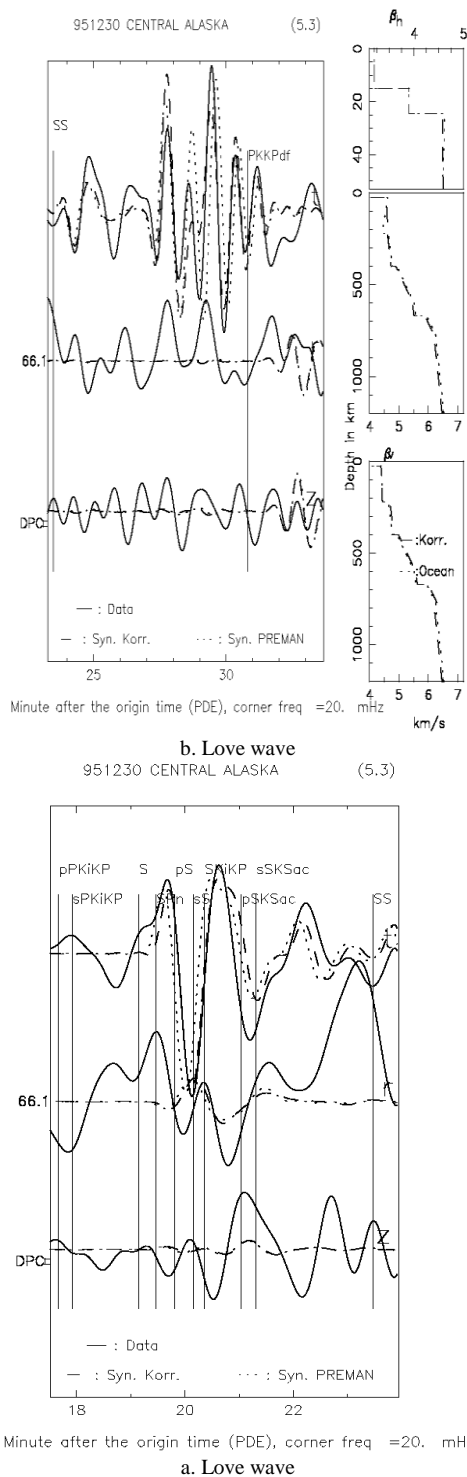 951230 CENTRAL ALASKA (5.3)
SS
PKKPdf
66.1
DPC
Z
— : Data
– : Syn. Korr. ··· : Syn. PREMAN
25 30
Minute after the origin time (PDE), corner freq =20. mHz
βh
4 5
0
20
40
0
500
1000
4 5 6 7
Depth in km
0
500
1000
:Korr.
:Ocean
4 5 6 7
km/s
b. Love wave
951230 CENTRAL ALASKA (5.3)
pPKiKP S pS sSKSac
sPKiKP sS pSKSac SS
66.1
DPC
Z
— : Data
– : Syn. Korr. ··· : Syn. PREMAN
18 20 22
Minute after the origin time (PDE), corner freq =20. mH
a. Love wave